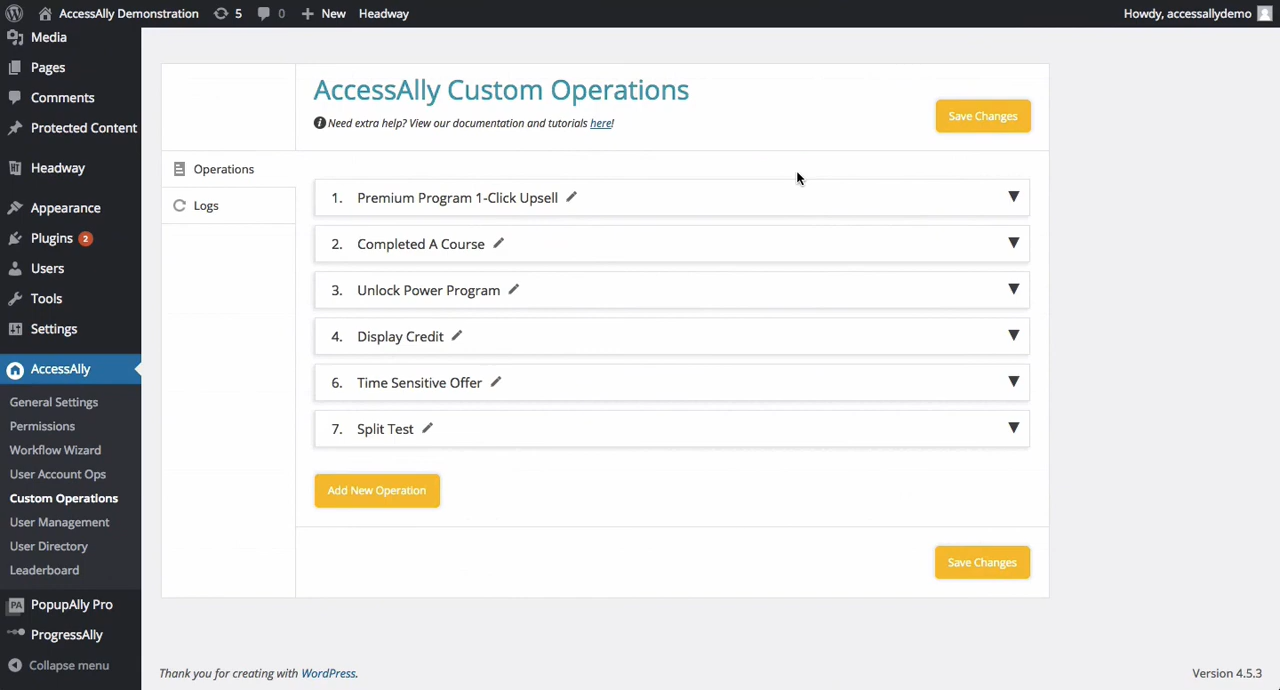 AccessAlly Demonstration 5 0 New Headway Howdy, accessallydemo
Media
Pages
Comments
Protected Content
Headway
Appearance
Plugins 2
Users
Tools
Settings
AccessAlly
General Settings
Permissions
Workflow Wizard
User Account Ops
Custom Operations
User Management
User Directory
Leaderboard
PA PopupAlly Pro
ProgressAlly
Collapse menu
AccessAlly Custom Operations
Need extra help? View our documentation and tutorials here!
Save Changes
Operations
Logs
1. Premium Program 1-Click Upsell
2. Completed A Course
3. Unlock Power Program
4. Display Credit
6. Time Sensitive Offer
7. Split Test
Add New Operation
Save Changes
Thank you for creating with WordPress. Version 4.5.3